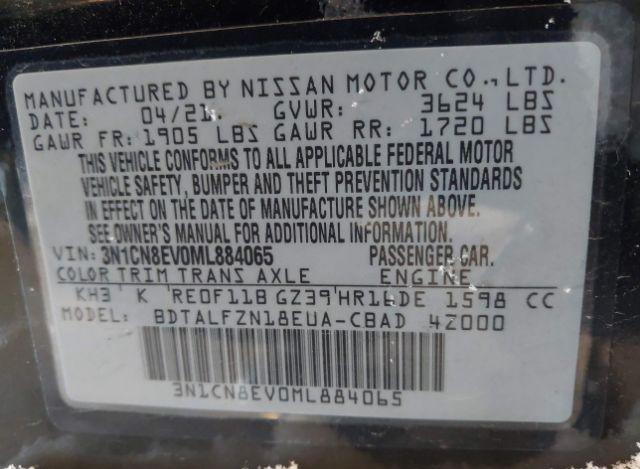 MANUFACTURED BY NISSAN MOTOR CO.,LTD.
DATE: 04/21 GVWR: 3624 LBS
GAWR FR: 1905 LBS GAWR RR: 1720 LBS
THIS VEHICLE CONFORMS TO ALL APPLICABLE FEDERAL MOTOR
VEHICLE SAFETY, BUMPER AND THEFT PREVENTION STANDARDS
IN EFFECT ON THE DATE OF MANUFACTURE SHOWN ABOVE.
SEE OWNER'S MANUAL FOR ADDITIONAL INFORMATION.
VIN: 3N1CN8EV0ML884065 PASSENGER CAR.
COLOR TRIM TRANS AXLE ENGINE
KH3 K RE0F11B GZ39 HR16DE 1598 CC
MODEL: BDTALFZN18EUA-CBAD 42000
3N1CN8EV0ML884065